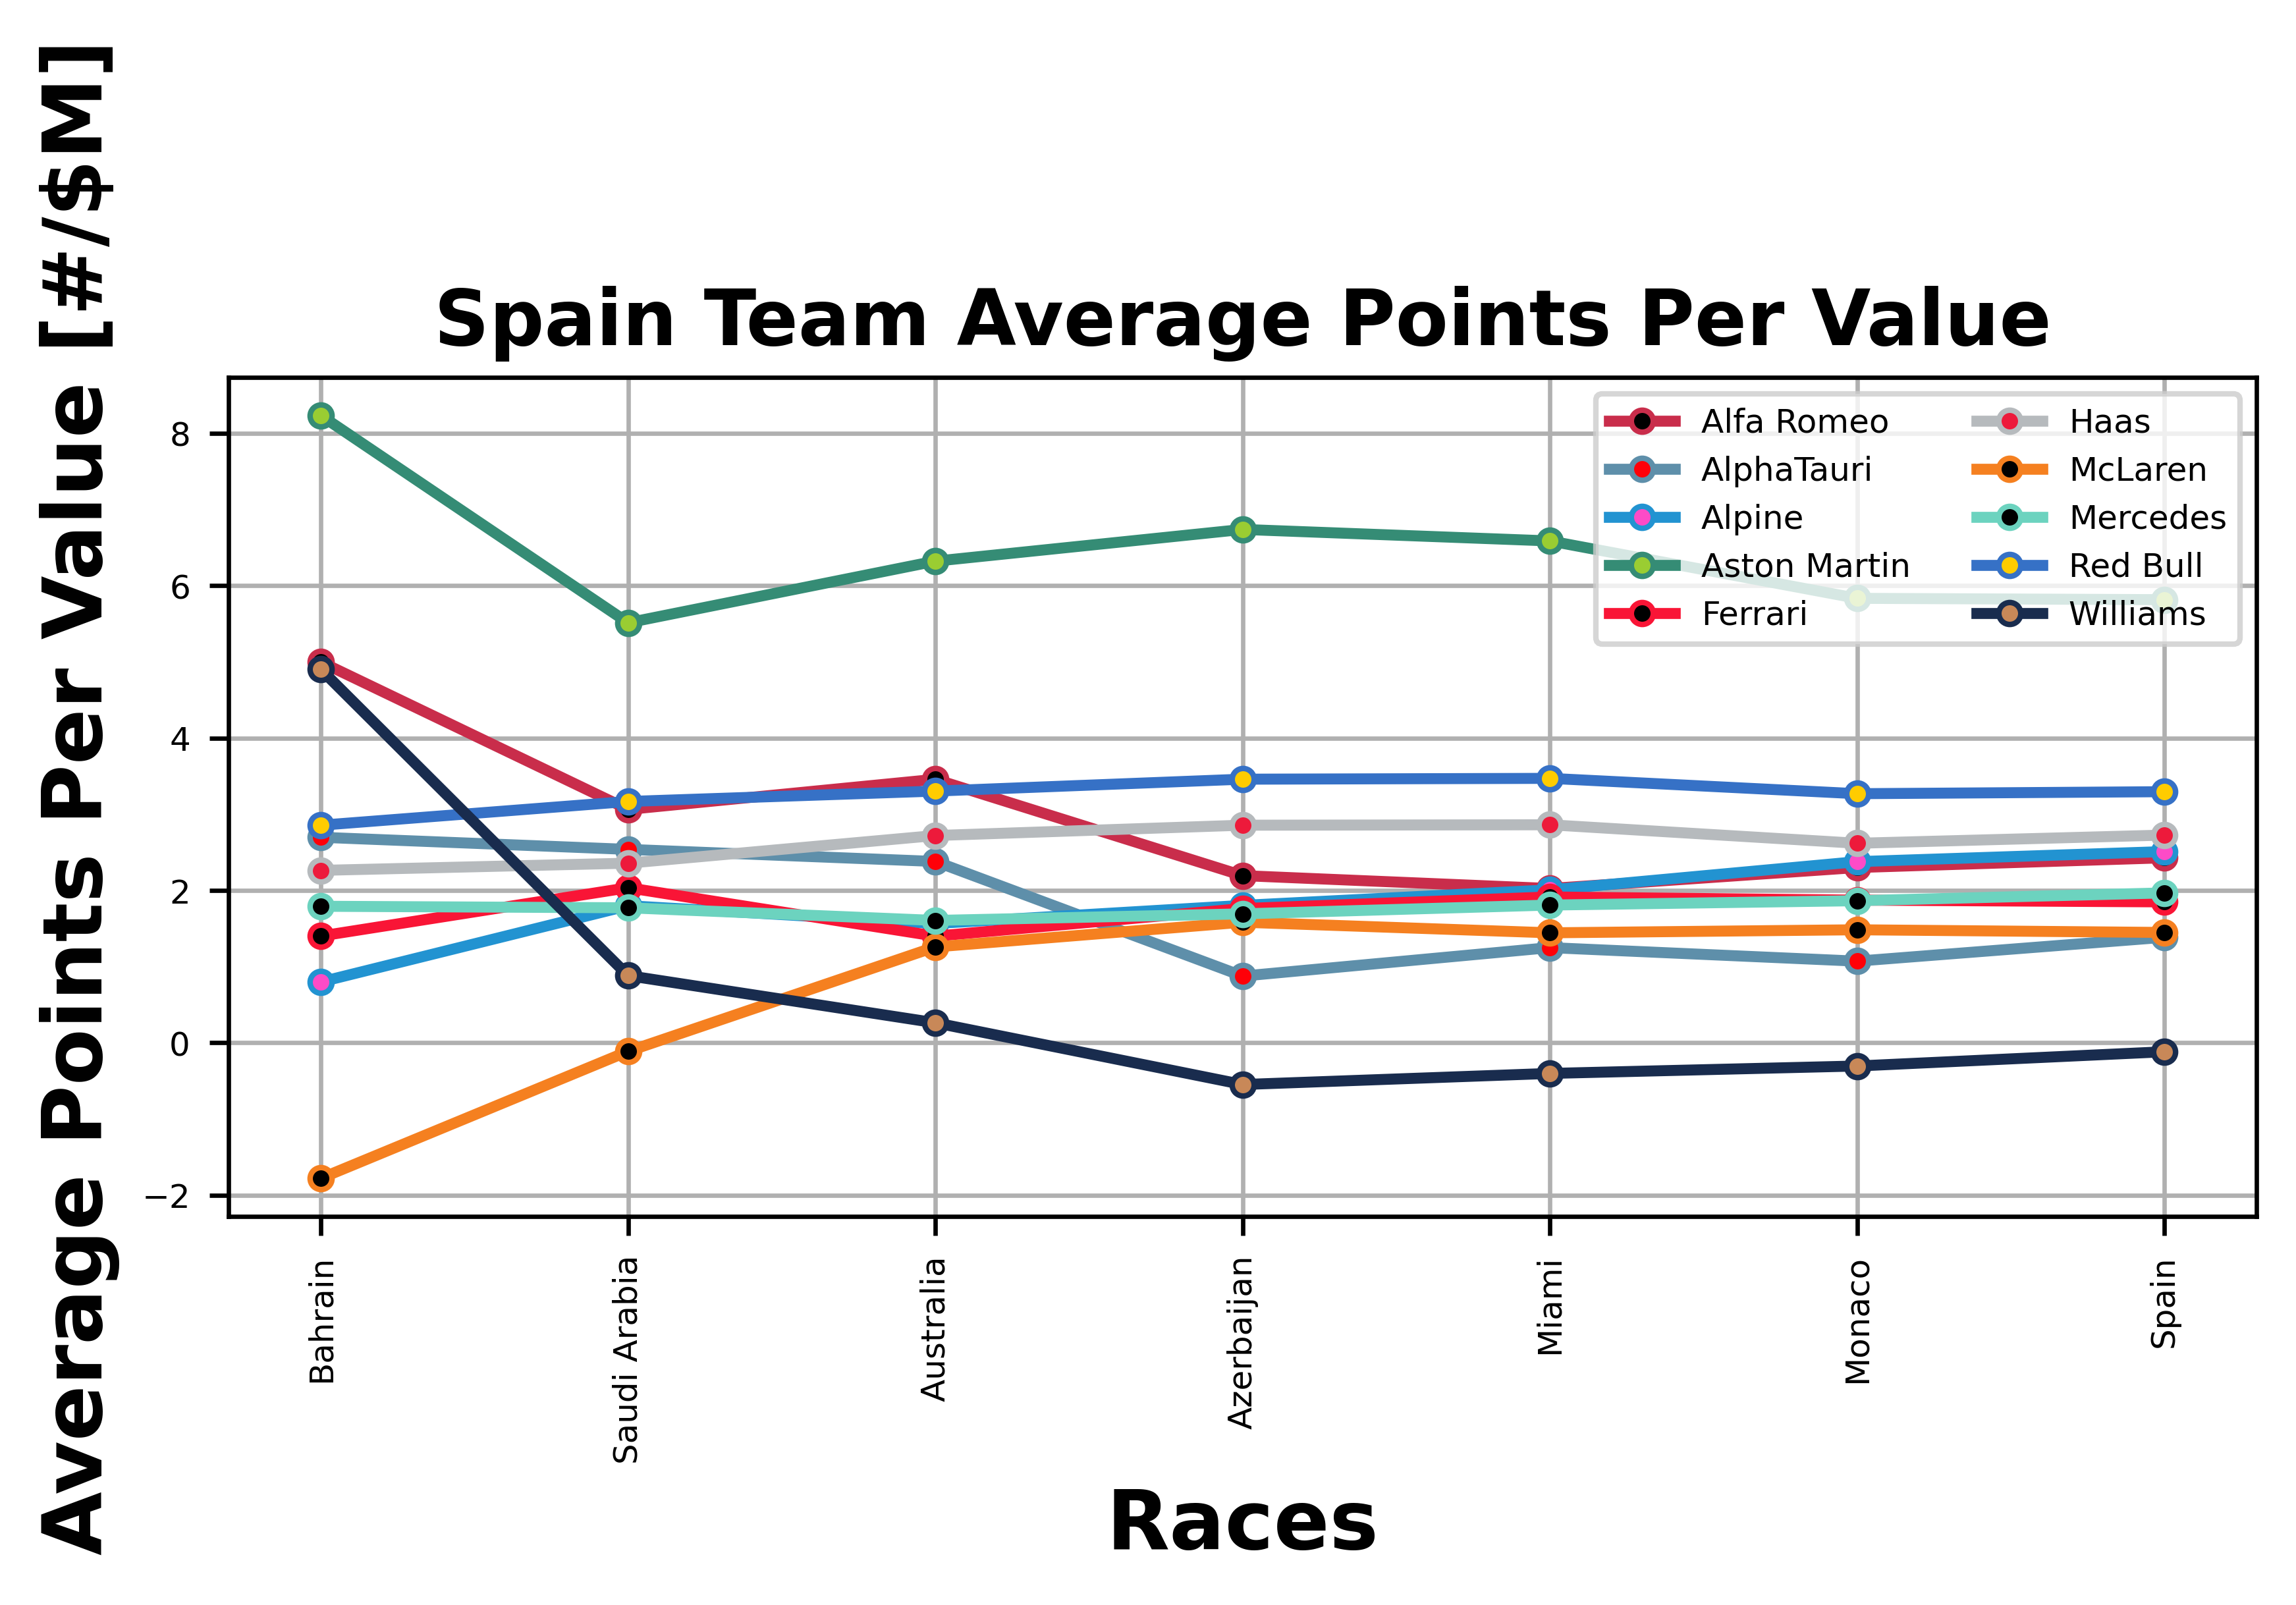 Average Points Per Value [#/$M]
Spain Team Average Points Per Value
8
6
4
2
0
−2
Alfa Romeo
AlphaTauri
Alpine
Aston Martin
Ferrari
Haas
McLaren
Mercedes
Red Bull
Williams
Bahrain
Saudi Arabia
Australia
Azerbaijan
Miami
Monaco
Spain
Races